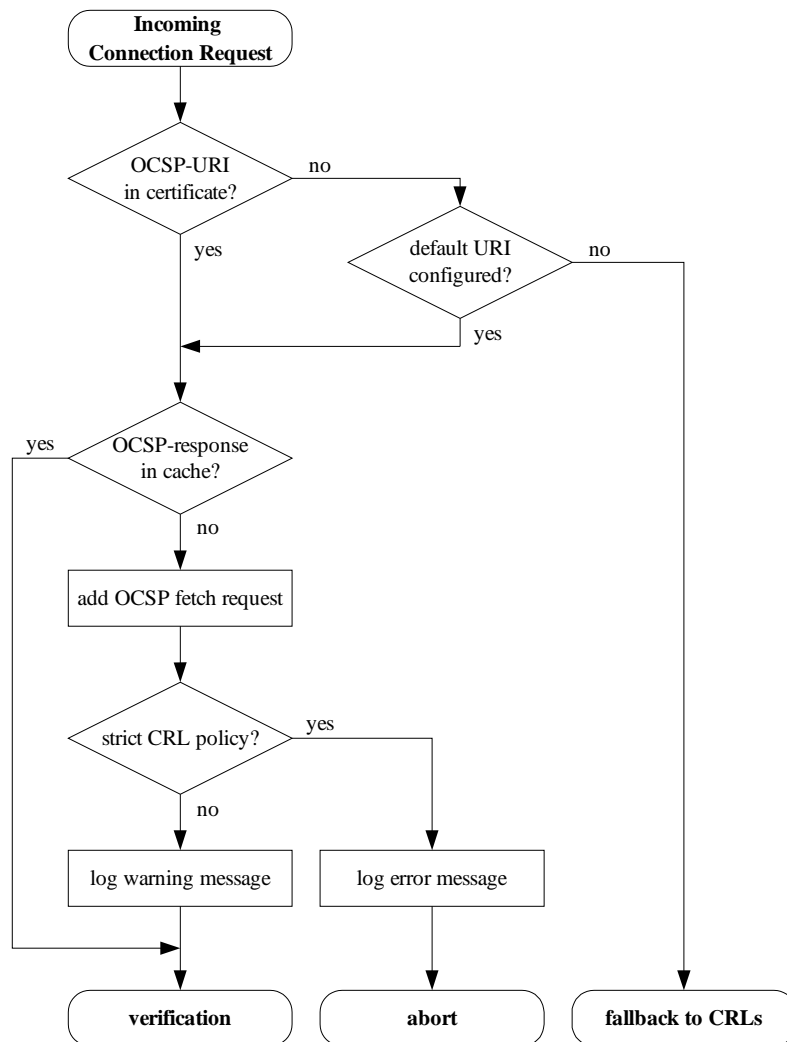 Incoming
Connection Request
OCSP-URI
in certificate?
no
yes
default URI
configured?
no
yes
yes
OCSP-response
in cache?
no
add OCSP fetch request
strict CRL policy?
yes
no
log warning message
log error message
verification
abort
fallback to CRLs